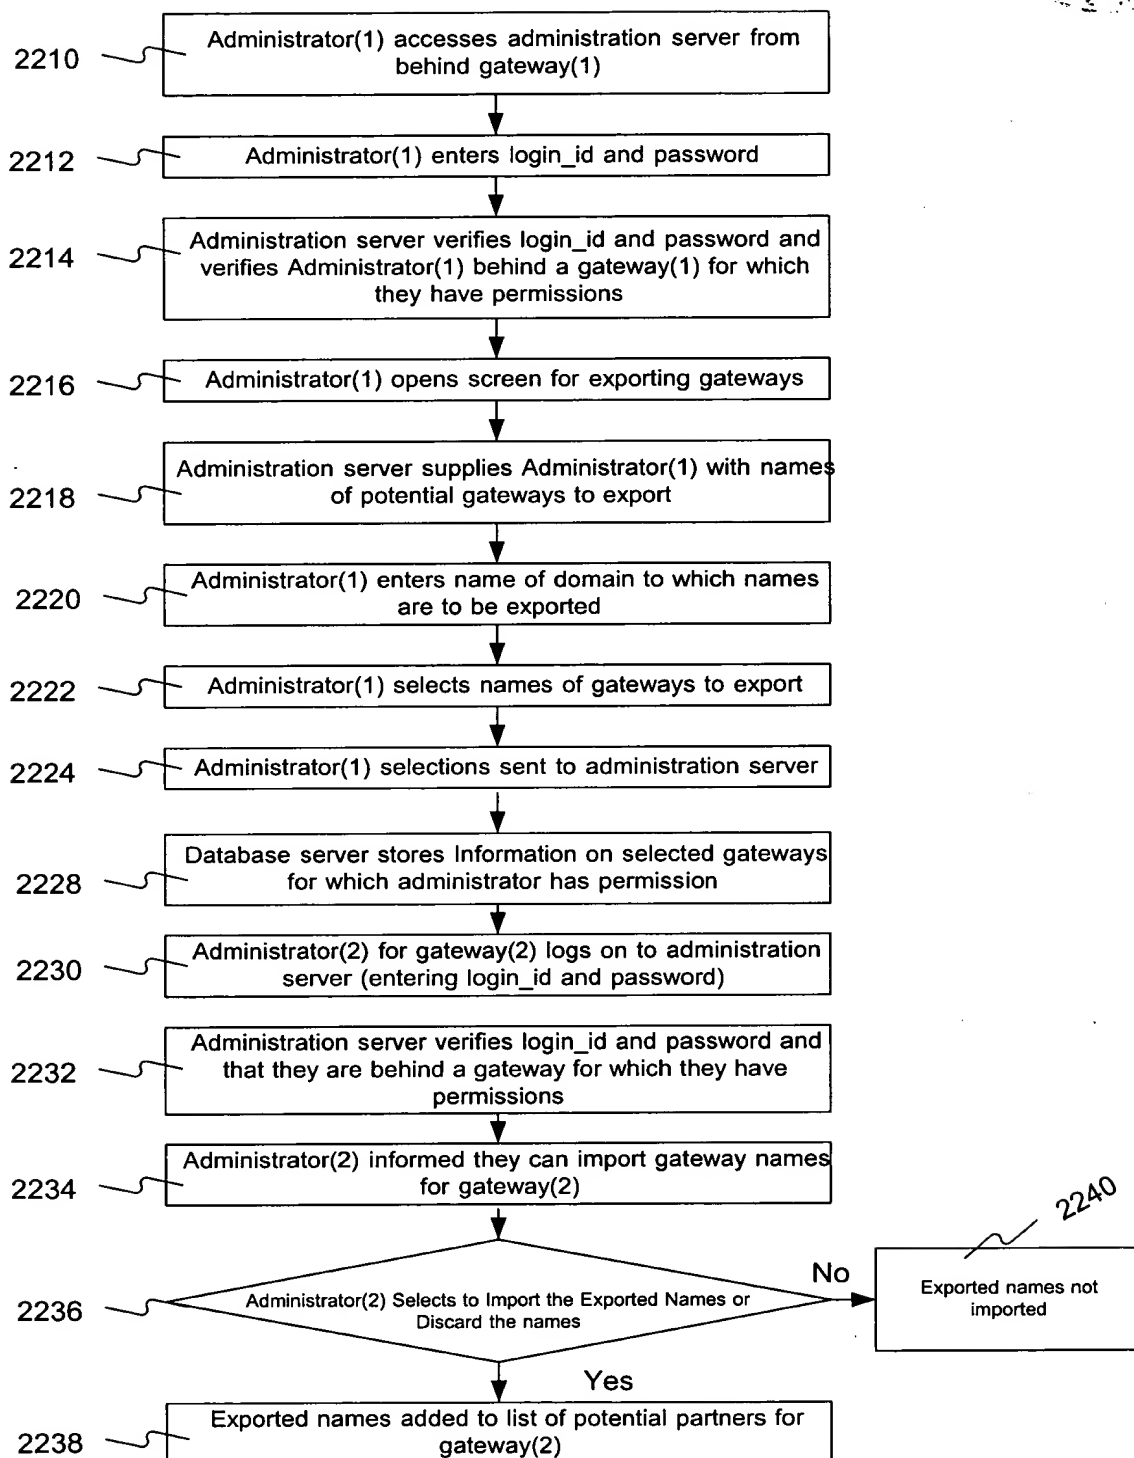 2210
Administrator(1) accesses administration server from
behind gateway(1)
2212
Administrator(1) enters login_id and password
2214
Administration server verifies login_id and password and
verifies Administrator(1) behind a gateway(1) for which
they have permissions
2216
Administrator(1) opens screen for exporting gateways
2218
Administration server supplies Administrator(1) with names
of potential gateways to export
2220
Administrator(1) enters name of domain to which names
are to be exported
2222
Administrator(1) selects names of gateways to export
2224
Administrator(1) selections sent to administration server
2228
Database server stores Information on selected gateways
for which administrator has permission
2230
Administrator(2) for gateway(2) logs on to administration
server (entering login_id and password)
2232
Administration server verifies login_id and password and
that they are behind a gateway for which they have
permissions
2234
Administrator(2) informed they can import gateway names
for gateway(2)
2236
Administrator(2) Selects to Import the Exported Names or
Discard the names
No
2240
Exported names not
imported
Yes
2238
Exported names added to list of potential partners for
gateway(2)